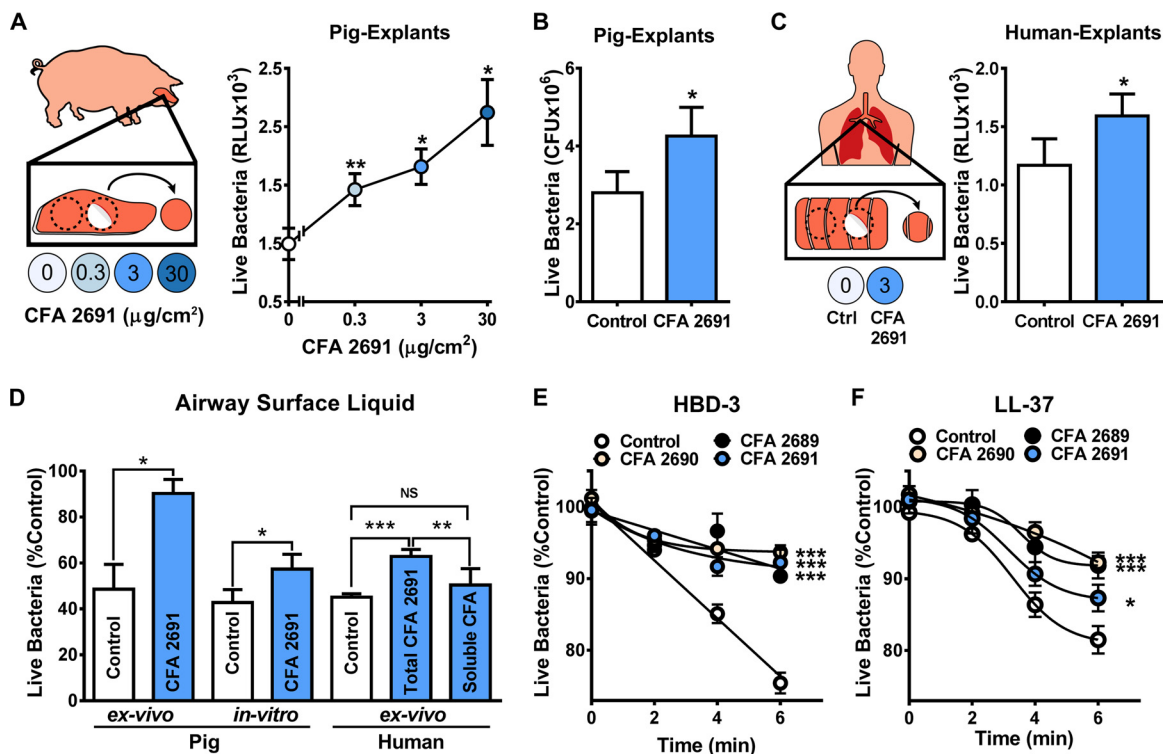 A
Pig-Explants
Live Bacteria (RLUx10³)
2.5
2.5
1.5
1.5
0.5
0
0.3
3
30
CFA 2691 (µg/cm²)
0
0.3
3
30
CFA 2691 (µg/cm²)
**
*
*
B
Pig-Explants
Live Bacteria (CFUx10⁶)
6
4
2
0
*
Control
CFA 2691
C
0
3
Ctrl
CFA
2691
Human-Explants
Live Bacteria (RLUx10³)
2.0
1.5
1.0
0.5
0.0
*
Control
CFA 2691
D
Airway Surface Liquid
Live Bacteria (%Control)
100
80
60
40
20
0
*
*
NS
***
**
Control
CFA 2691
Control
CFA 2691
Control
Total CFA 2691
Soluble CFA
ex-vivo
in-vitro
ex-vivo
Pig
Human
E
HBD-3
Control
CFA 2689
CFA 2690
CFA 2691
Live Bacteria (%Control)
100
90
80
0
2
4
6
Time (min)
***
***
***
F
LL-37
Control
CFA 2689
CFA 2690
CFA 2691
Live Bacteria (%Control)
100
90
80
0
2
4
6
Time (min)
***
***
*